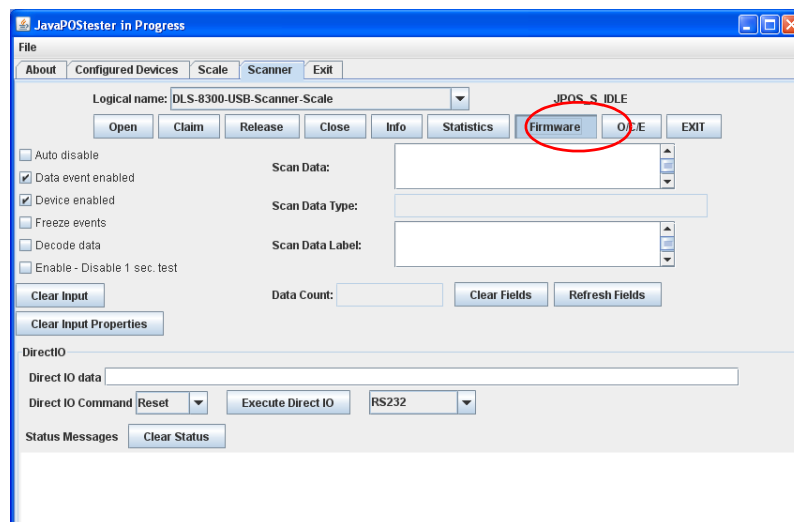 JavaPOStester in Progress
File
About Configured Devices Scale Scanner Exit
Logical name: DLS-8300-USB-Scanner-Scale JPOS_S_IDLE
Open Claim Release Close Info Statistics Firmware O/C/E EXIT
Auto disable
Scan Data:
Data event enabled
Device enabled
Scan Data Type:
Freeze events
Decode data
Scan Data Label:
Enable - Disable 1 sec. test
Clear Input Data Count: Clear Fields Refresh Fields
Clear Input Properties
DirectIO
Direct IO data
Direct IO Command Reset Execute Direct IO RS232
Status Messages Clear Status